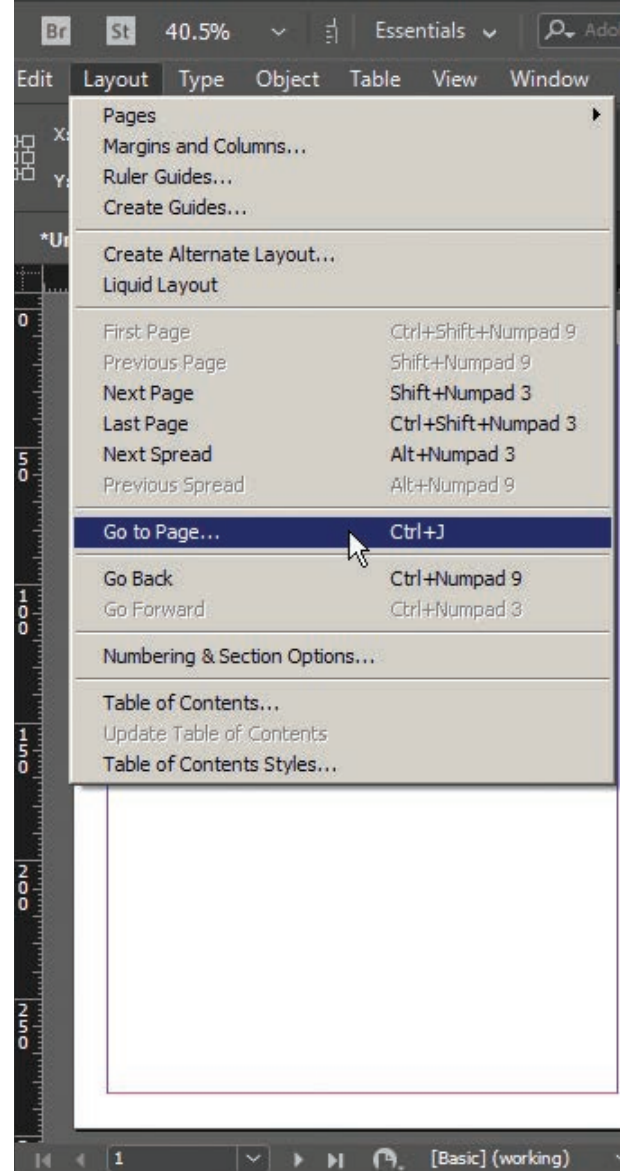 Br St 40.5% Essentials Ado
Edit Layout Type Object Table View Window
X:
Y:
Pages
Margins and Columns...
Ruler Guides...
Create Guides...
*Un
Create Alternate Layout...
Liquid Layout
First Page Ctrl+Shift+Numpad 9
Previous Page Shift+Numpad 9
Next Page Shift+Numpad 3
Last Page Ctrl+Shift+Numpad 3
Next Spread Alt+Numpad 3
Previous Spread Alt+Numpad 9
Go to Page... Ctrl+J
Go Back Ctrl+Numpad 9
Go Forward Ctrl+Numpad 3
Numbering & Section Options...
Table of Contents...
Update Table of Contents
Table of Contents Styles...
0
50
100
150
200
250
1 [Basic] (working)